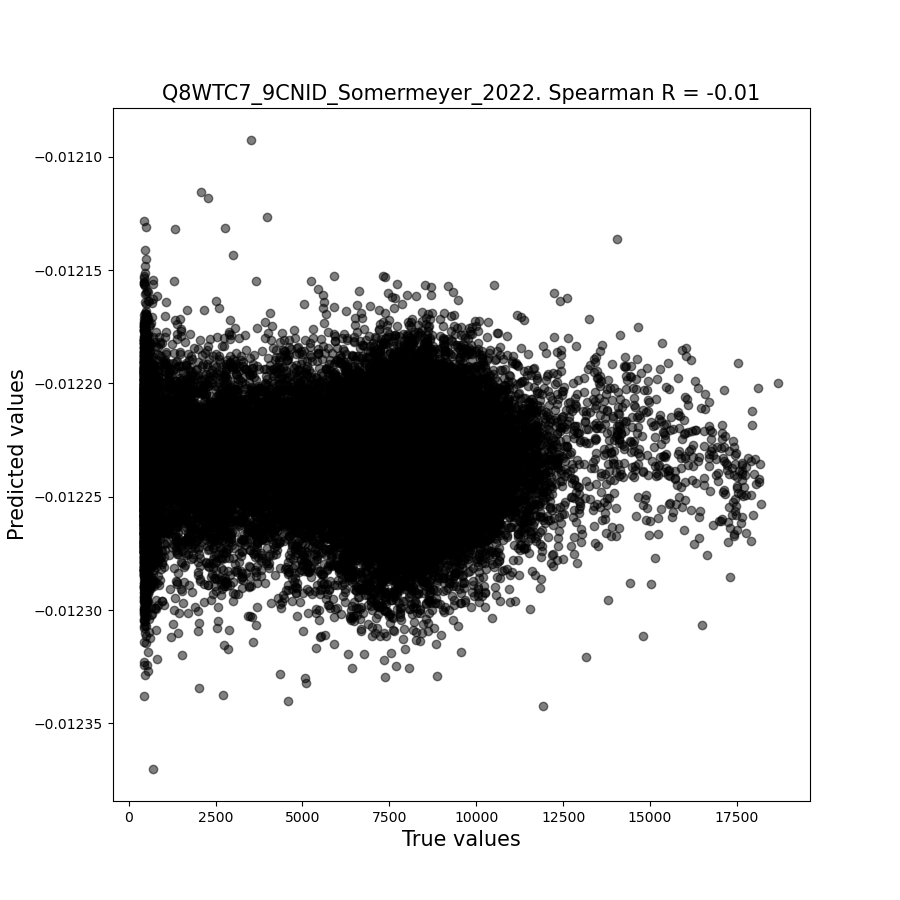 Q8WTC7_9CNID_Somermeyer_2022. Spearman R = -0.01
Predicted values
−0.01210
−0.01215
−0.01220
−0.01225
−0.01230
−0.01235
0 2500 5000 7500 10000 12500 15000 17500
True values